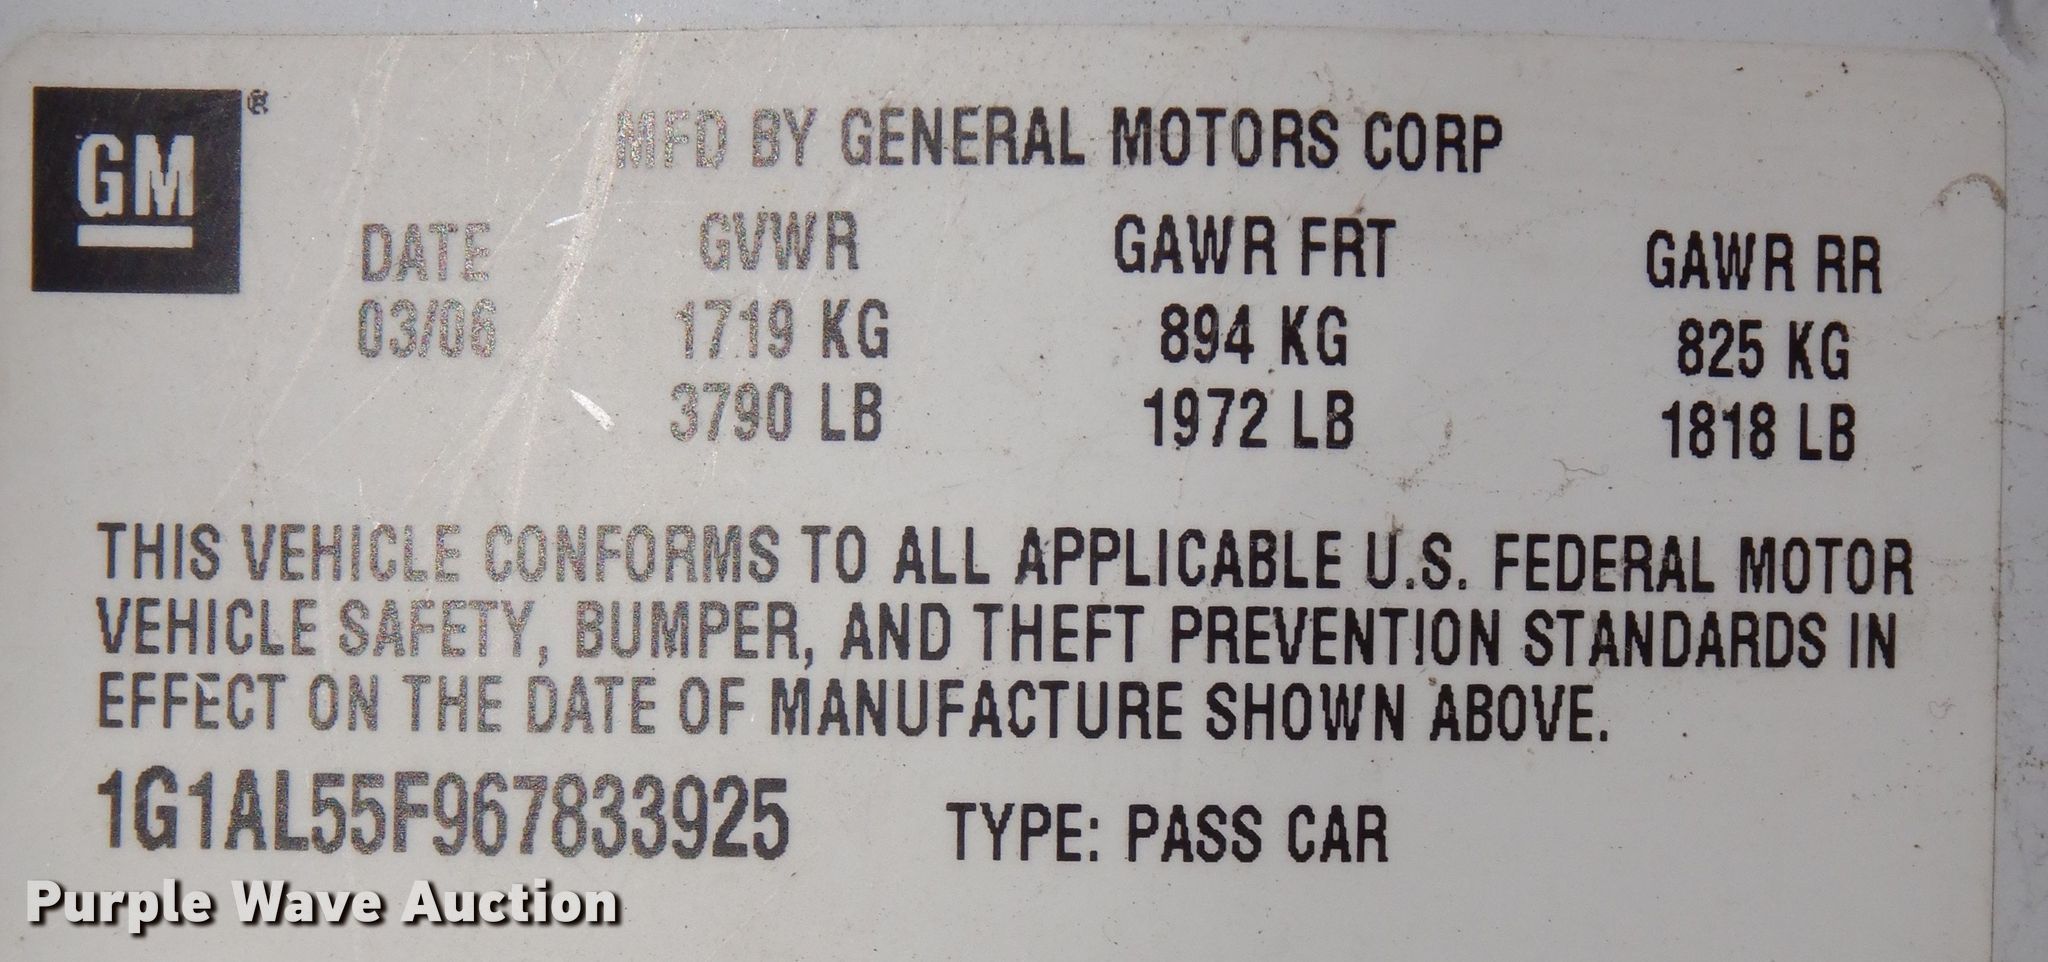 GM ®
MFD BY GENERAL MOTORS CORP
DATE GVWR GAWR FRT GAWR RR
03/06 1719 KG 894 KG 825 KG
3790 LB 1972 LB 1818 LB
THIS VEHICLE CONFORMS TO ALL APPLICABLE U.S. FEDERAL MOTOR
VEHICLE SAFETY, BUMPER, AND THEFT PREVENTION STANDARDS IN
EFFECT ON THE DATE OF MANUFACTURE SHOWN ABOVE.
1G1AL55F967833925 TYPE: PASS CAR
Purple Wave Auction